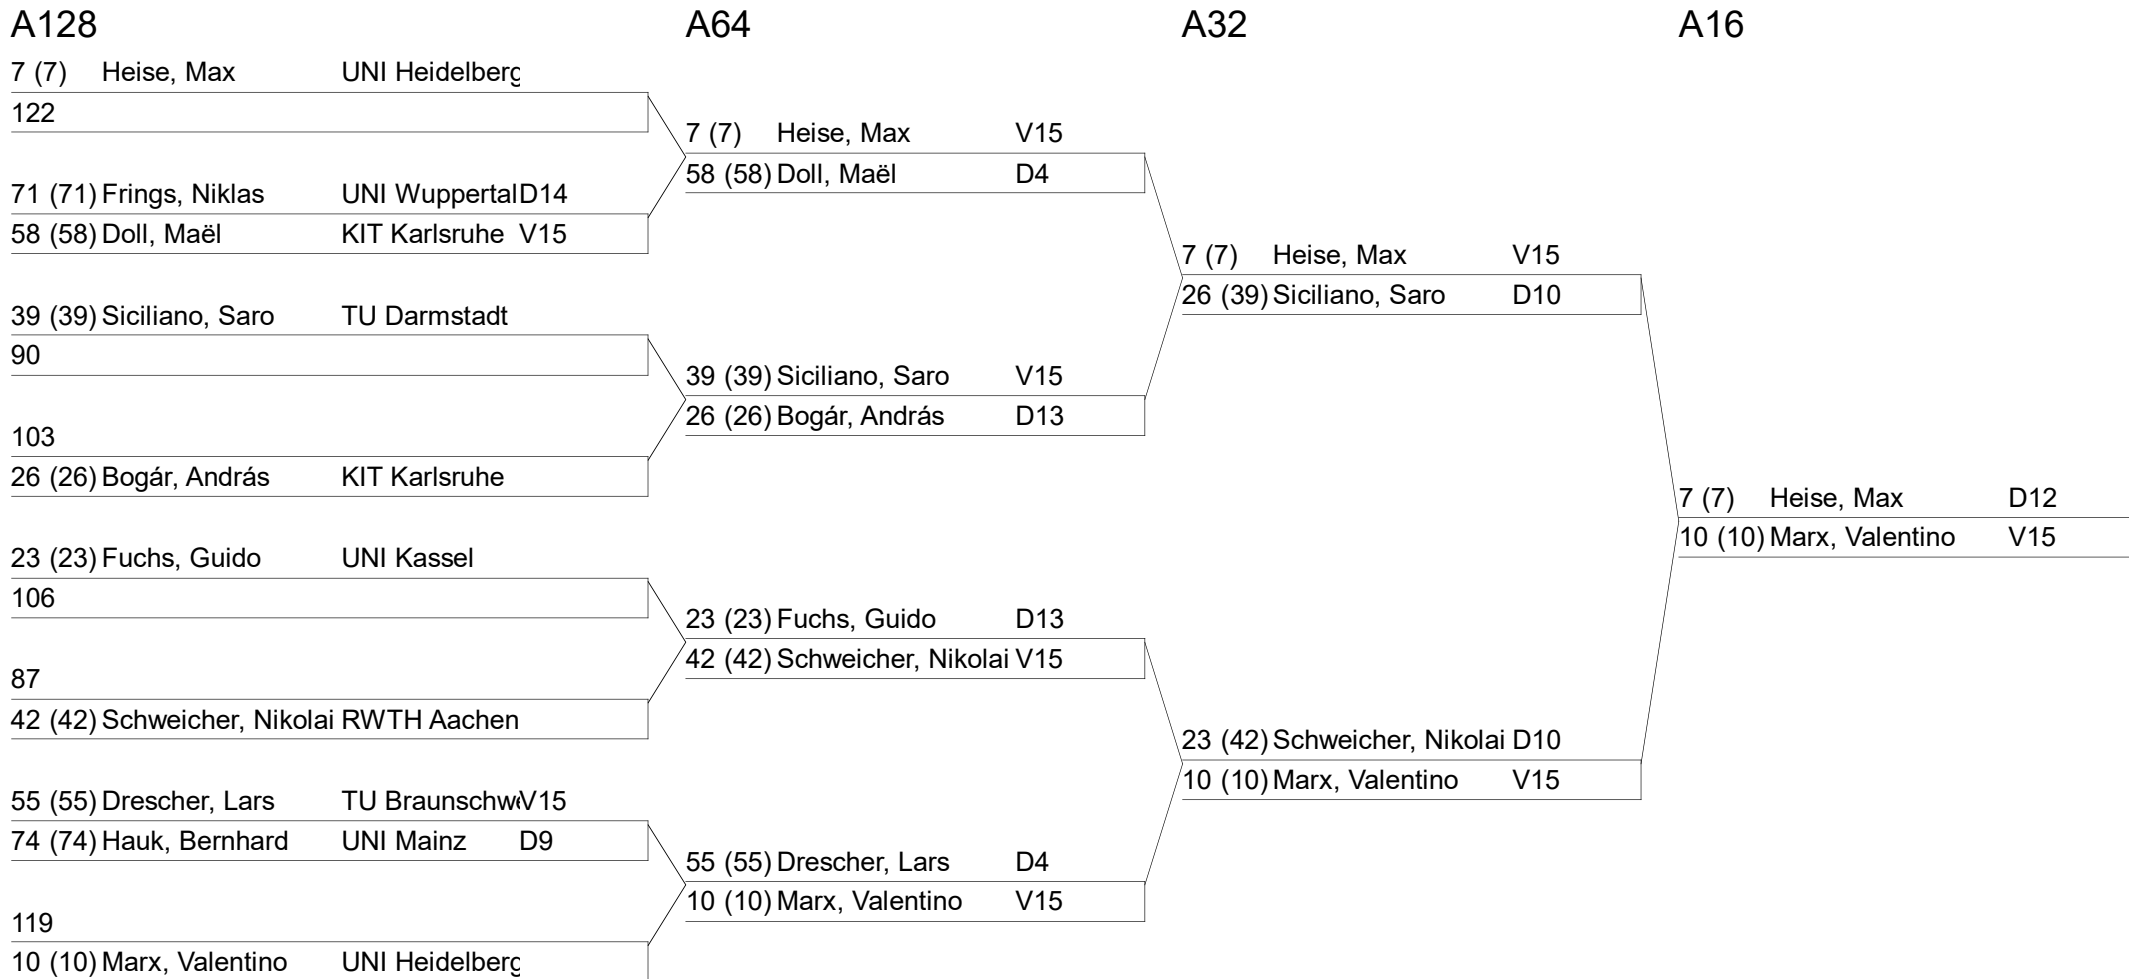 A128 A64 A32 A16
7 (7) Heise, Max UNI Heidelberg
122
7 (7) Heise, Max V15
58 (58) Doll, Maël D4
71 (71) Frings, Niklas UNI Wuppertal D14
58 (58) Doll, Maël KIT Karlsruhe V15
7 (7) Heise, Max V15
26 (39) Siciliano, Saro D10
39 (39) Siciliano, Saro TU Darmstadt
90
39 (39) Siciliano, Saro V15
26 (26) Bogár, András D13
103
26 (26) Bogár, András KIT Karlsruhe
7 (7) Heise, Max D12
10 (10) Marx, Valentino V15
23 (23) Fuchs, Guido UNI Kassel
106
23 (23) Fuchs, Guido D13
42 (42) Schweicher, Nikolai V15
87
42 (42) Schweicher, Nikolai RWTH Aachen
23 (42) Schweicher, Nikolai D10
10 (10) Marx, Valentino V15
55 (55) Drescher, Lars TU Braunschwe V15
74 (74) Hauk, Bernhard UNI Mainz D9
55 (55) Drescher, Lars D4
10 (10) Marx, Valentino V15
119
10 (10) Marx, Valentino UNI Heidelberg